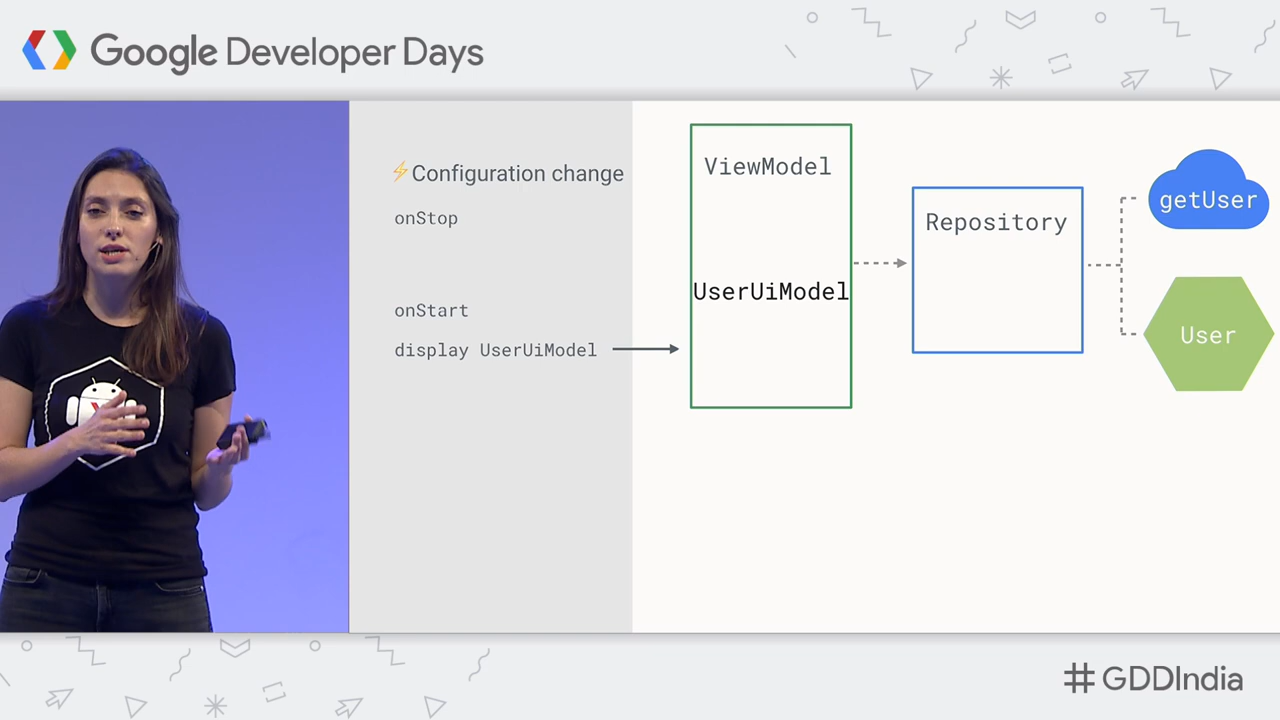 Google Developer Days
⚡Configuration change
onStop
onStart
display UserUiModel
ViewModel
UserUiModel
Repository
getUser
User
#GDDIndia